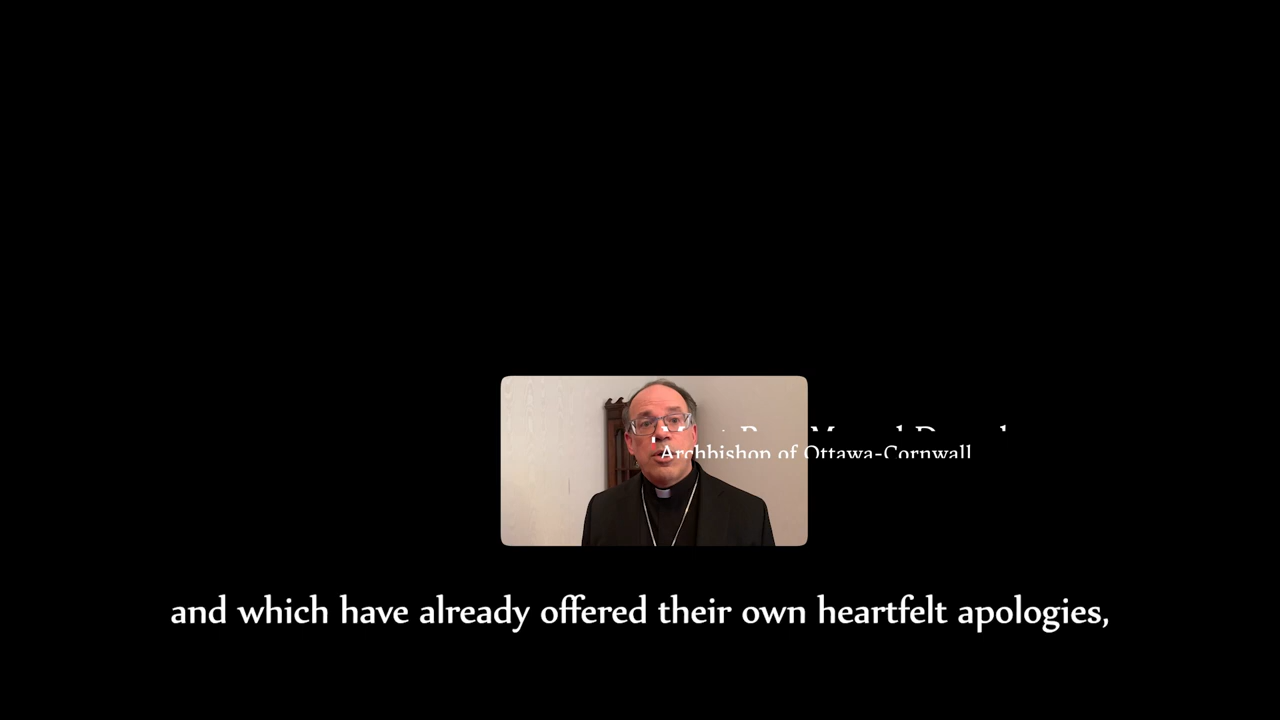 Archbishop of Ottawa-Cornwall
and which have already offered their own heartfelt apologies,